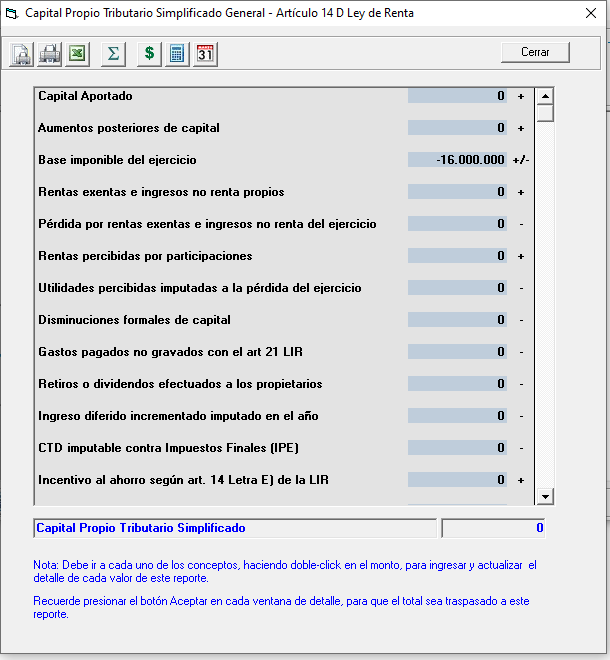 Capital Propio Tributario Simplificado General - Artículo 14 D Ley de Renta
Σ $ 31 Cerrar
Capital Aportado 0 +
Aumentos posteriores de capital 0 +
Base imponible del ejercicio -16.000.000 +/-
Rentas exentas e ingresos no renta propios 0 +
Pérdida por rentas exentas e ingresos no renta del ejercicio 0 -
Rentas percibidas por participaciones 0 +
Utilidades percibidas imputadas a la pérdida del ejercicio 0 -
Disminuciones formales de capital 0 -
Gastos pagados no gravados con el art 21 LIR 0 -
Retiros o dividendos efectuados a los propietarios 0 -
Ingreso diferido incrementado imputado en el año 0 -
CTD imputable contra Impuestos Finales (IPE) 0 -
Incentivo al ahorro según art. 14 Letra E) de la LIR 0 +
Capital Propio Tributario Simplificado 0
Nota: Debe ir a cada uno de los conceptos, haciendo doble-click en el monto, para ingresar y actualizar el
detalle de cada valor de este reporte.
Recuerde presionar el botón Aceptar en cada ventana de detalle, para que el total sea traspasado a este
reporte.